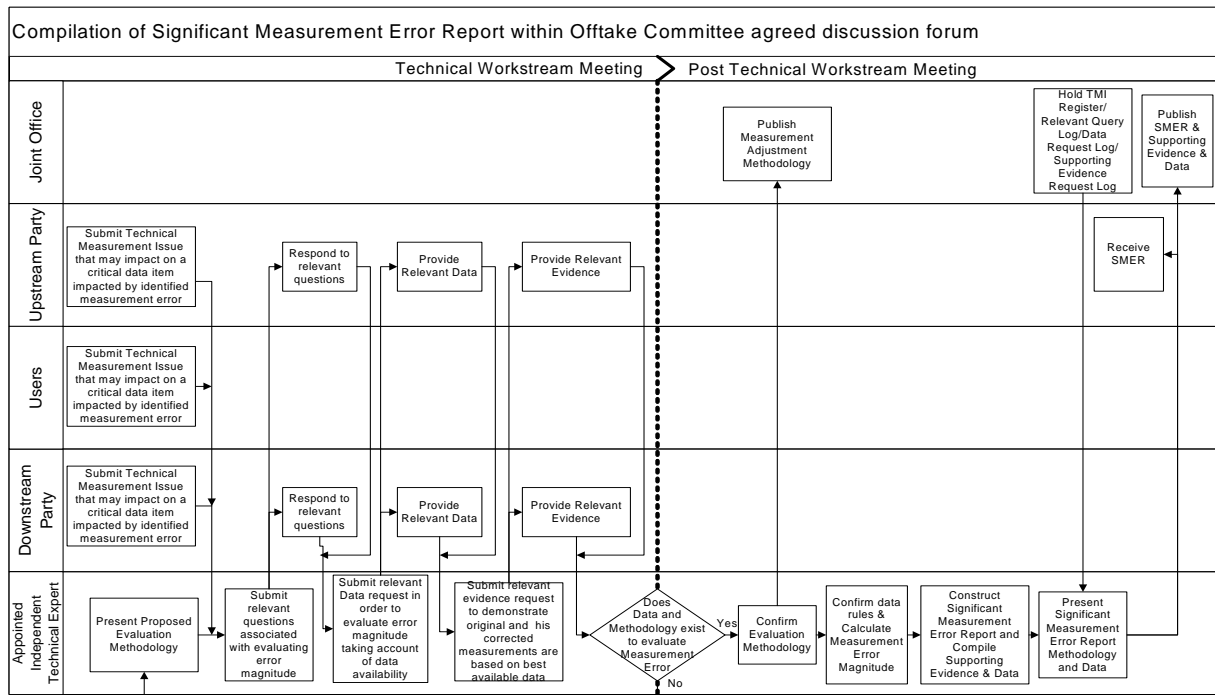 Compilation of Significant Measurement Error Report within Offtake Committee agreed discussion forum
Technical Workstream Meeting
Post Technical Workstream Meeting
Joint Office
Publish
Measurement
Adjustment
Methodology
Hold TMI
Register/
Relevant Query
Log/Data
Request Log/
Supporting
Evidence
Request Log
Publish
SMER &
Supporting
Evidence &
Data
Upstream Party
Submit Technical
Measurement Issue
that may impact on a
critical data item
impacted by identified
measurement error
Respond to
relevant
questions
Provide
Relevant Data
Provide Relevant
Evidence
Receive
SMER
Users
Submit Technical
Measurement Issue
that may impact on a
critical data item
impacted by identified
measurement error
Downstream
Party
Submit Technical
Measurement Issue
that may impact on a
critical data item
impacted by identified
measurement error
Respond to
relevant
questions
Provide
Relevant Data
Provide Relevant
Evidence
Appointed
Independent
Technical Expert
Present Proposed
Evaluation
Methodology
Submit
relevant
questions
associated
with evaluating
error
magnitude
Submit relevant
Data request in
order to
evaluate error
magnitude
taking account
of data
availability
Submit relevant
evidence request
to demonstrate
original and his
corrected
measurements are
based on best
available data
Does
Data and
Methodology exist
to evaluate
Measurement
Error
Yes
No
Confirm
Evaluation
Methodology
Confirm data
rules &
Calculate
Measurement
Error
Magnitude
Construct
Significant
Measurement
Error Report and
Compile
Supporting
Evidence & Data
Present
Significant
Measurement
Error Report
Methodology
and Data